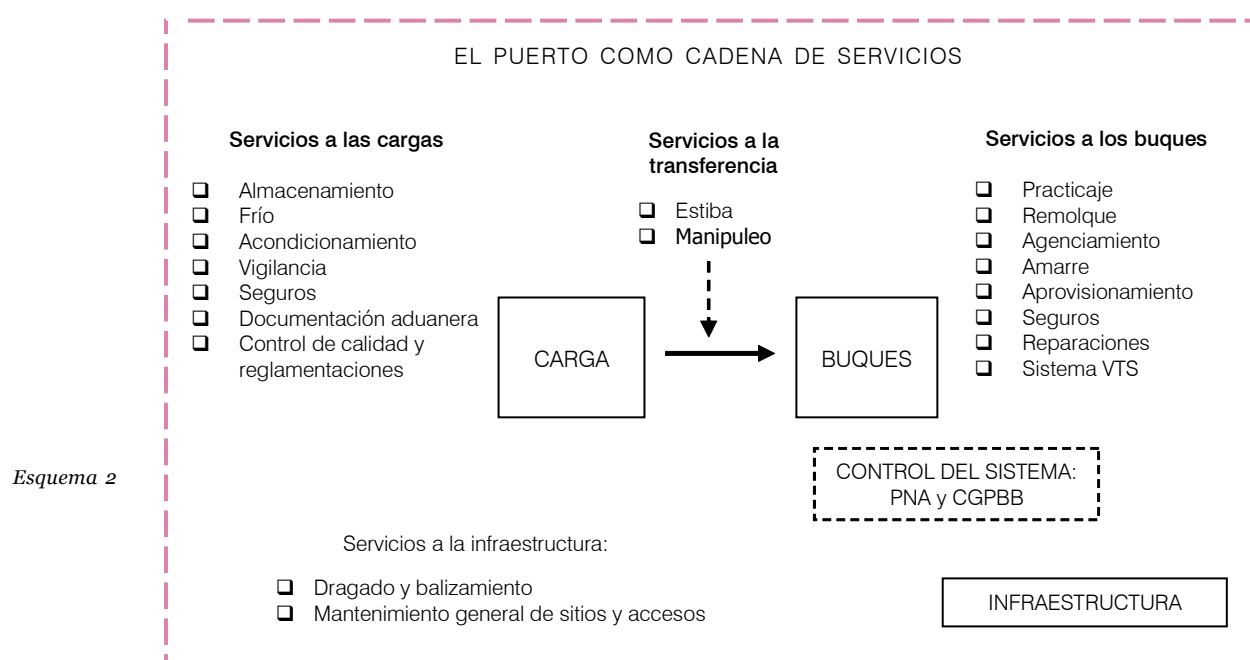 EL PUERTO COMO CADENA DE SERVICIOS
Servicios a las cargas
❑ Almacenamiento
❑ Frío
❑ Acondicionamiento
❑ Vigilancia
❑ Seguros
❑ Documentación aduanera
❑ Control de calidad y
reglamentaciones
Servicios a la
transferencia
❑ Estiba
❑ Manipuleo
Servicios a los buques
❑ Practicaje
❑ Remolque
❑ Agenciamiento
❑ Amarre
❑ Aprovisionamiento
❑ Seguros
❑ Reparaciones
❑ Sistema VTS
CARGA
BUQUES
CONTROL DEL SISTEMA:
PNA y CGPBB
Esquema 2
Servicios a la infraestructura:
❑ Dragado y balizamiento
❑ Mantenimiento general de sitios y accesos
INFRAESTRUCTURA